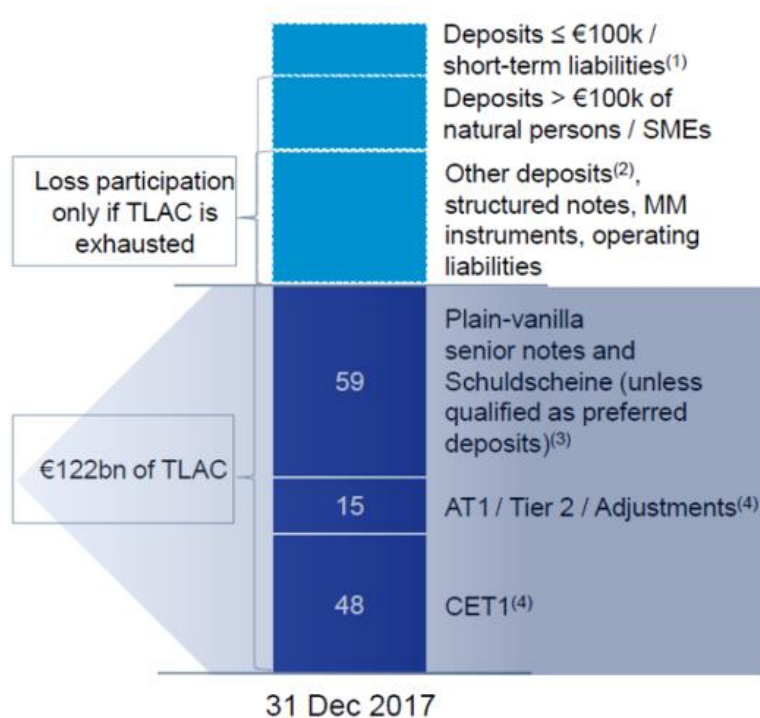 Deposits ≤ €100k /
short-term liabilities(1)
Deposits > €100k of
natural persons / SMEs
Loss participation
only if TLAC is
exhausted
Other deposits(2),
structured notes, MM
instruments, operating
liabilities
€122bn of TLAC
59
Plain-vanilla
senior notes and
Schuldscheine (unless
qualified as preferred
deposits)(3)
15
AT1 / Tier 2 / Adjustments(4)
48
CET1(4)
31 Dec 2017